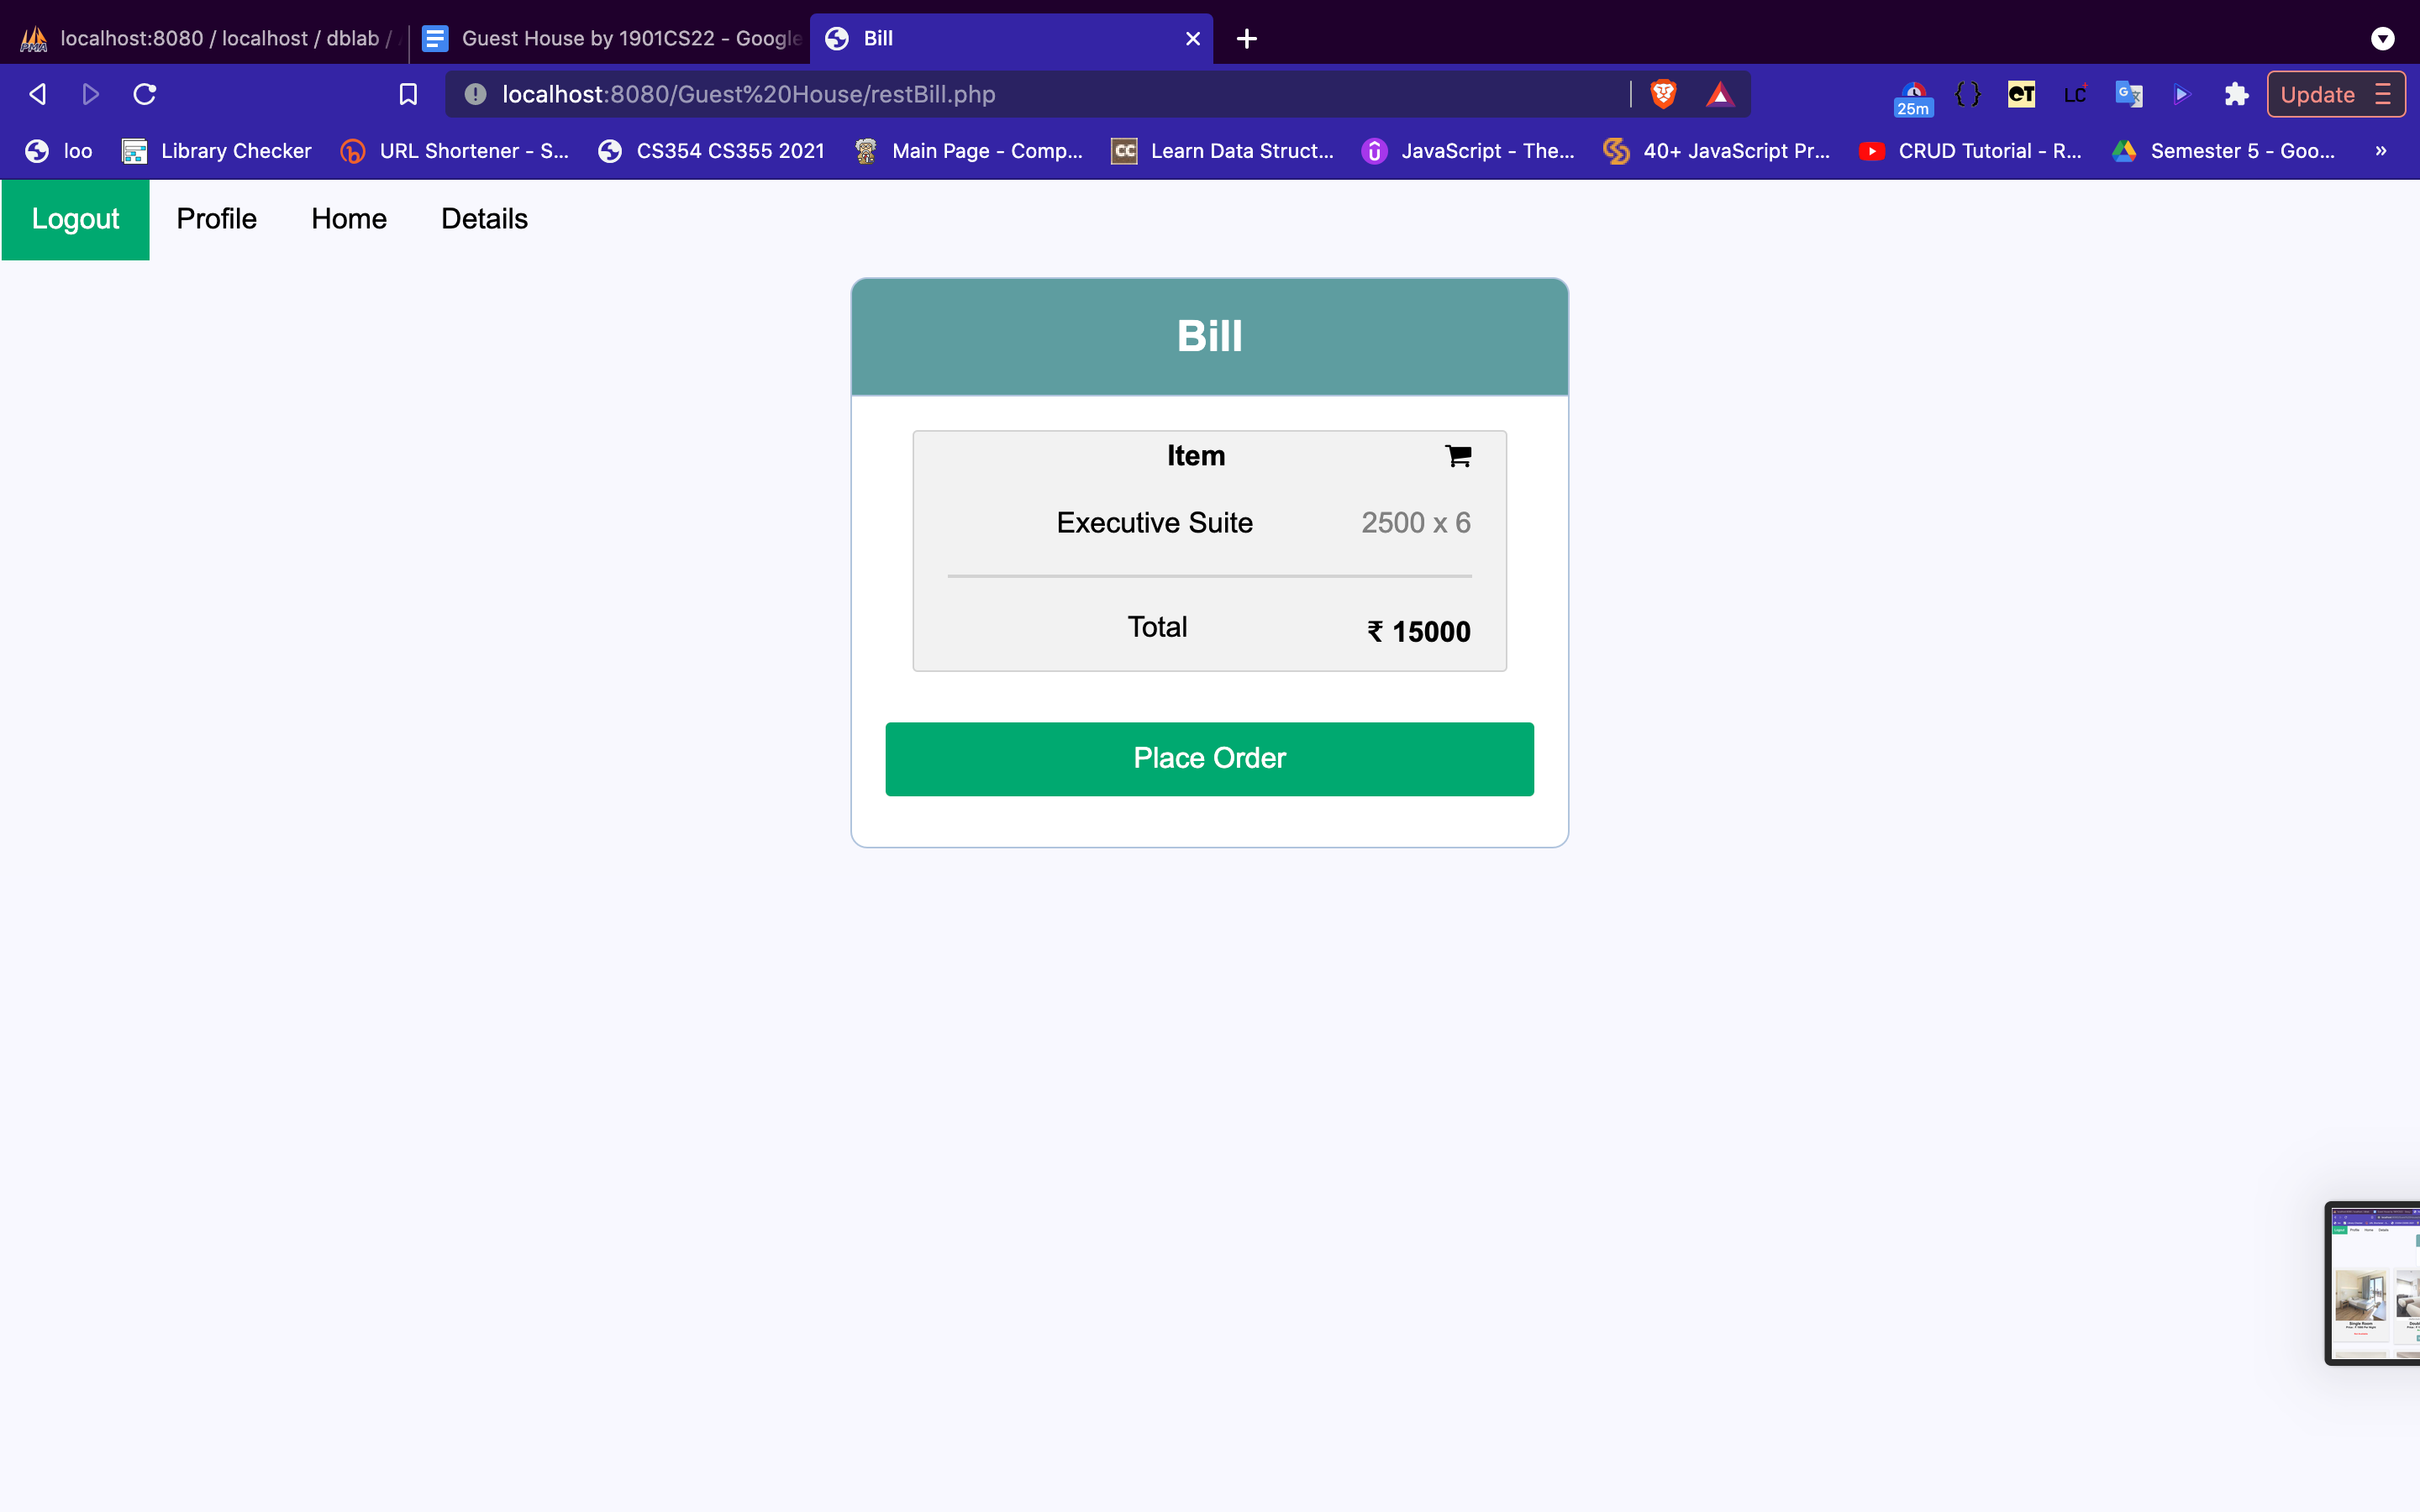 localhost:8080 / localhost / dblab /
Guest House by 1901CS22 - Google
Bill
localhost:8080/Guest%20House/restBill.php
25m
Update
loo
Library Checker
URL Shortener - S...
CS354 CS355 2021
Main Page - Comp...
Learn Data Struct...
JavaScript - The...
40+ JavaScript Pr...
CRUD Tutorial - R...
Semester 5 - Goo...
»
Logout
Profile
Home
Details
Bill
Item
Executive Suite 2500 x 6
Total ₹ 15000
Place Order